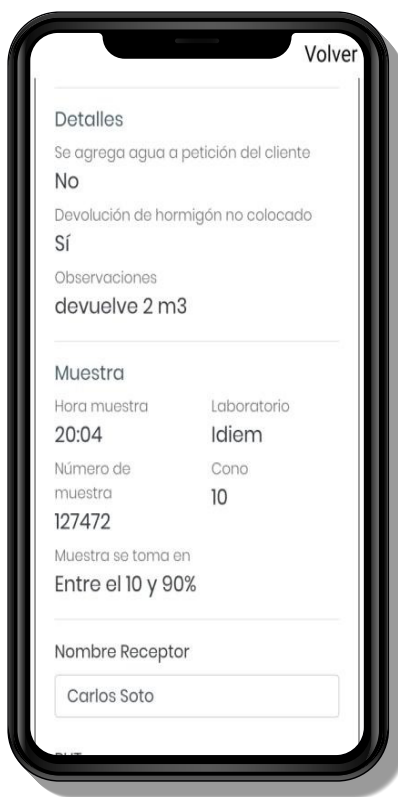 Volver
Detalles
Se agrega agua a petición del cliente
No
Devolución de hormigón no colocado
Sí
Observaciones
devuelve 2 m3
Muestra
Hora muestra
Laboratorio
20:04
Idiem
Número de
muestra
Cono
127472
10
Muestra se toma en
Entre el 10 y 90%
Nombre Receptor
Carlos Soto